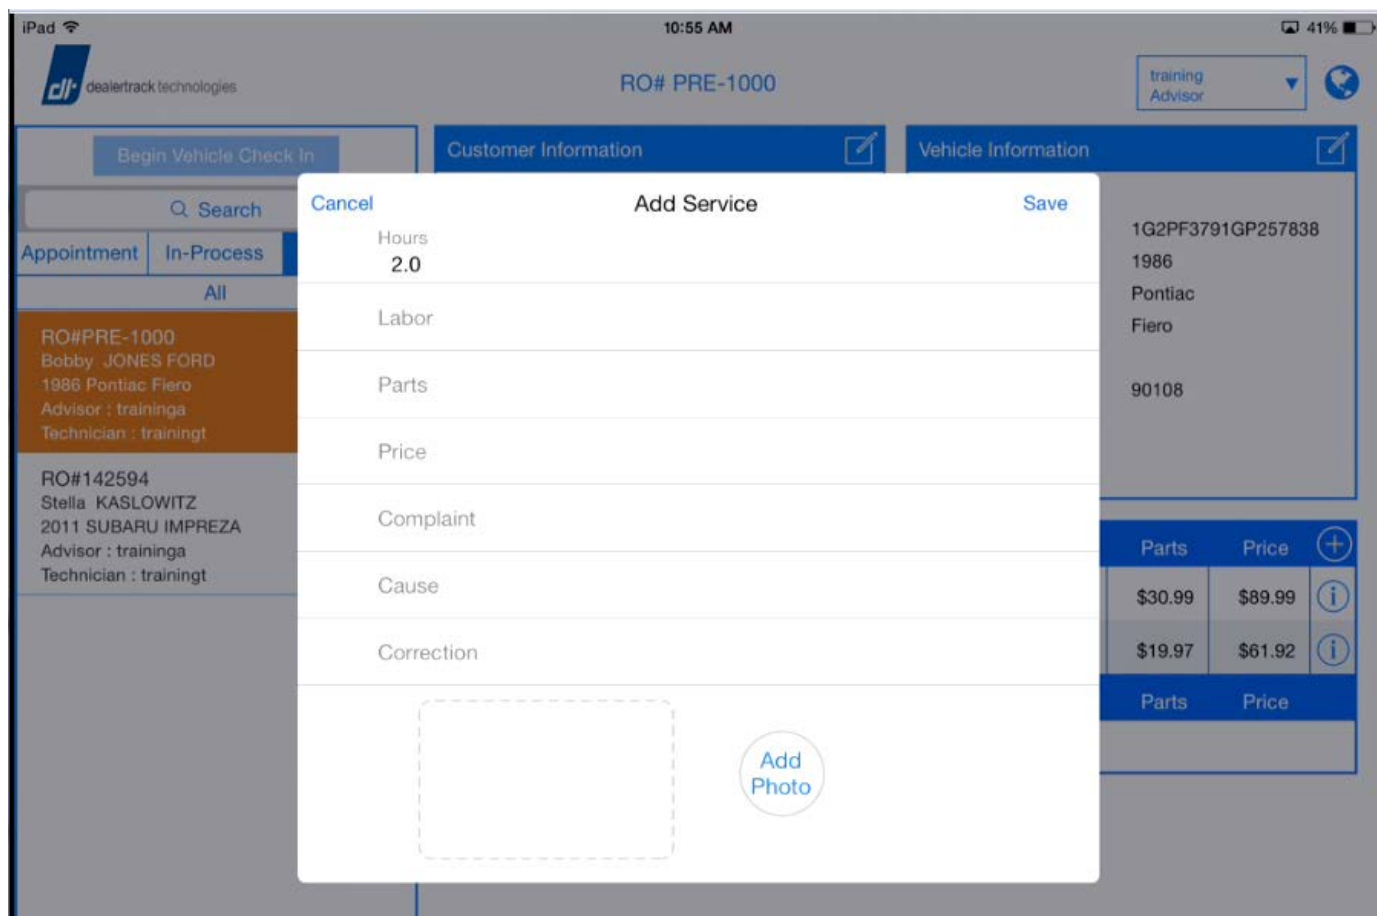 iPad
10:55 AM
41%
dt.
dealertrack technologies
RO# PRE-1000
training
Advisor
Begin Vehicle Check In
Search
Appointment
In-Process
All
RO#PRE-1000
Bobby JONES FORD
1986 Pontiac Fiero
Advisor : traininga
Technician : trainingt
RO#142594
Stella KASLOWITZ
2011 SUBARU IMPREZA
Advisor : traininga
Technician : trainingt
Customer Information
Vehicle Information
1G2PF3791GP257838
1986
Pontiac
Fiero
90108
Cancel
Add Service
Save
Hours
2.0
Labor
Parts
Price
Complaint
Cause
Correction
Add
Photo
Parts Price
$30.99 $89.99
$19.97 $61.92
Parts Price